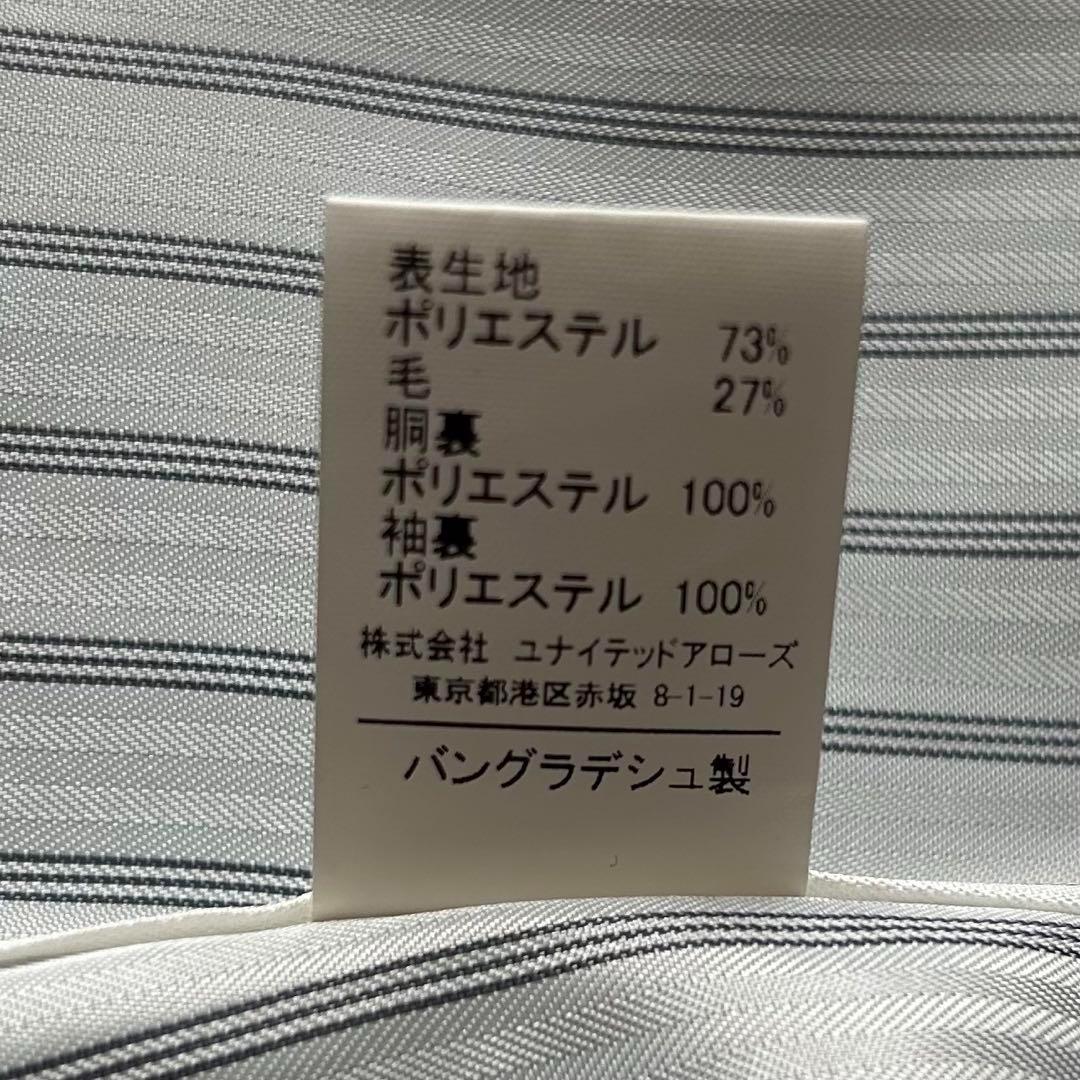 表生地
ポリエステル 73%
毛 27%
胴裏
ポリエステル 100%
袖裏
ポリエステル 100%
株式会社 ユナイテッドアローズ
東京都港区赤坂 8-1-19
バングラデシュ製